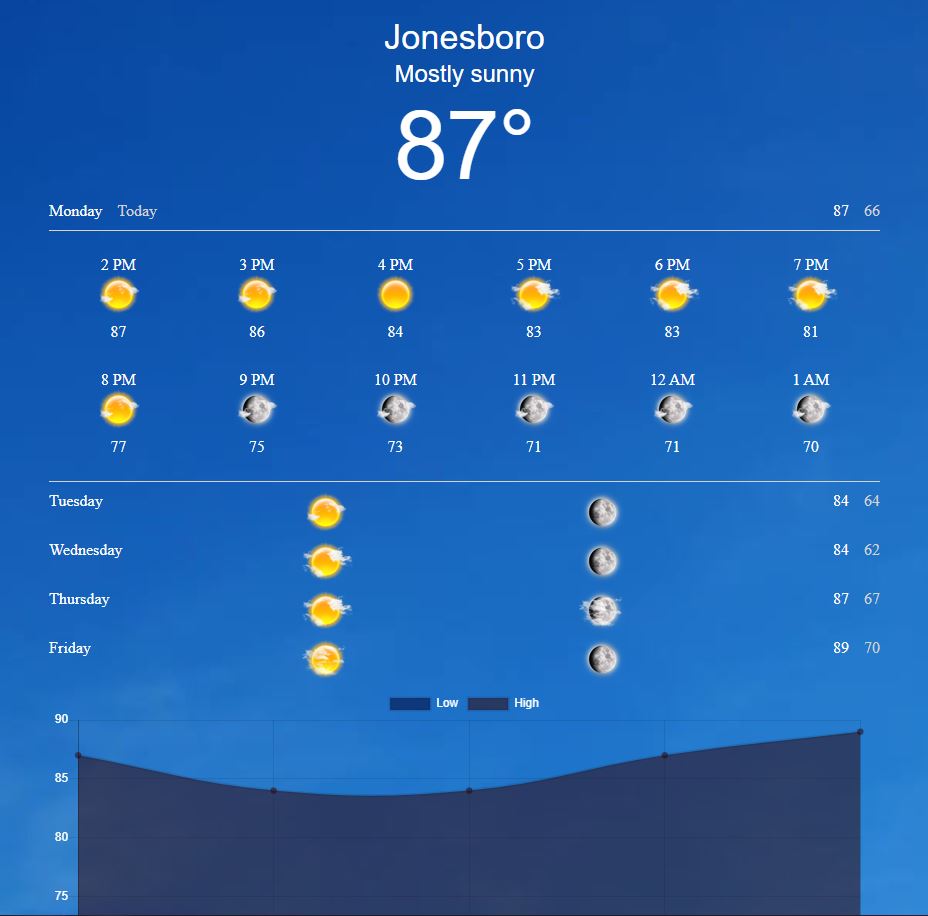 Jonesboro
Mostly sunny
87°
Monday Today 87 66
2 PM 3 PM 4 PM 5 PM 6 PM 7 PM
87 86 84 83 83 81
8 PM 9 PM 10 PM 11 PM 12 AM 1 AM
77 75 73 71 71 70
Tuesday 84 64
Wednesday 84 62
Thursday 87 67
Friday 89 70
Low High
90
85
80
75